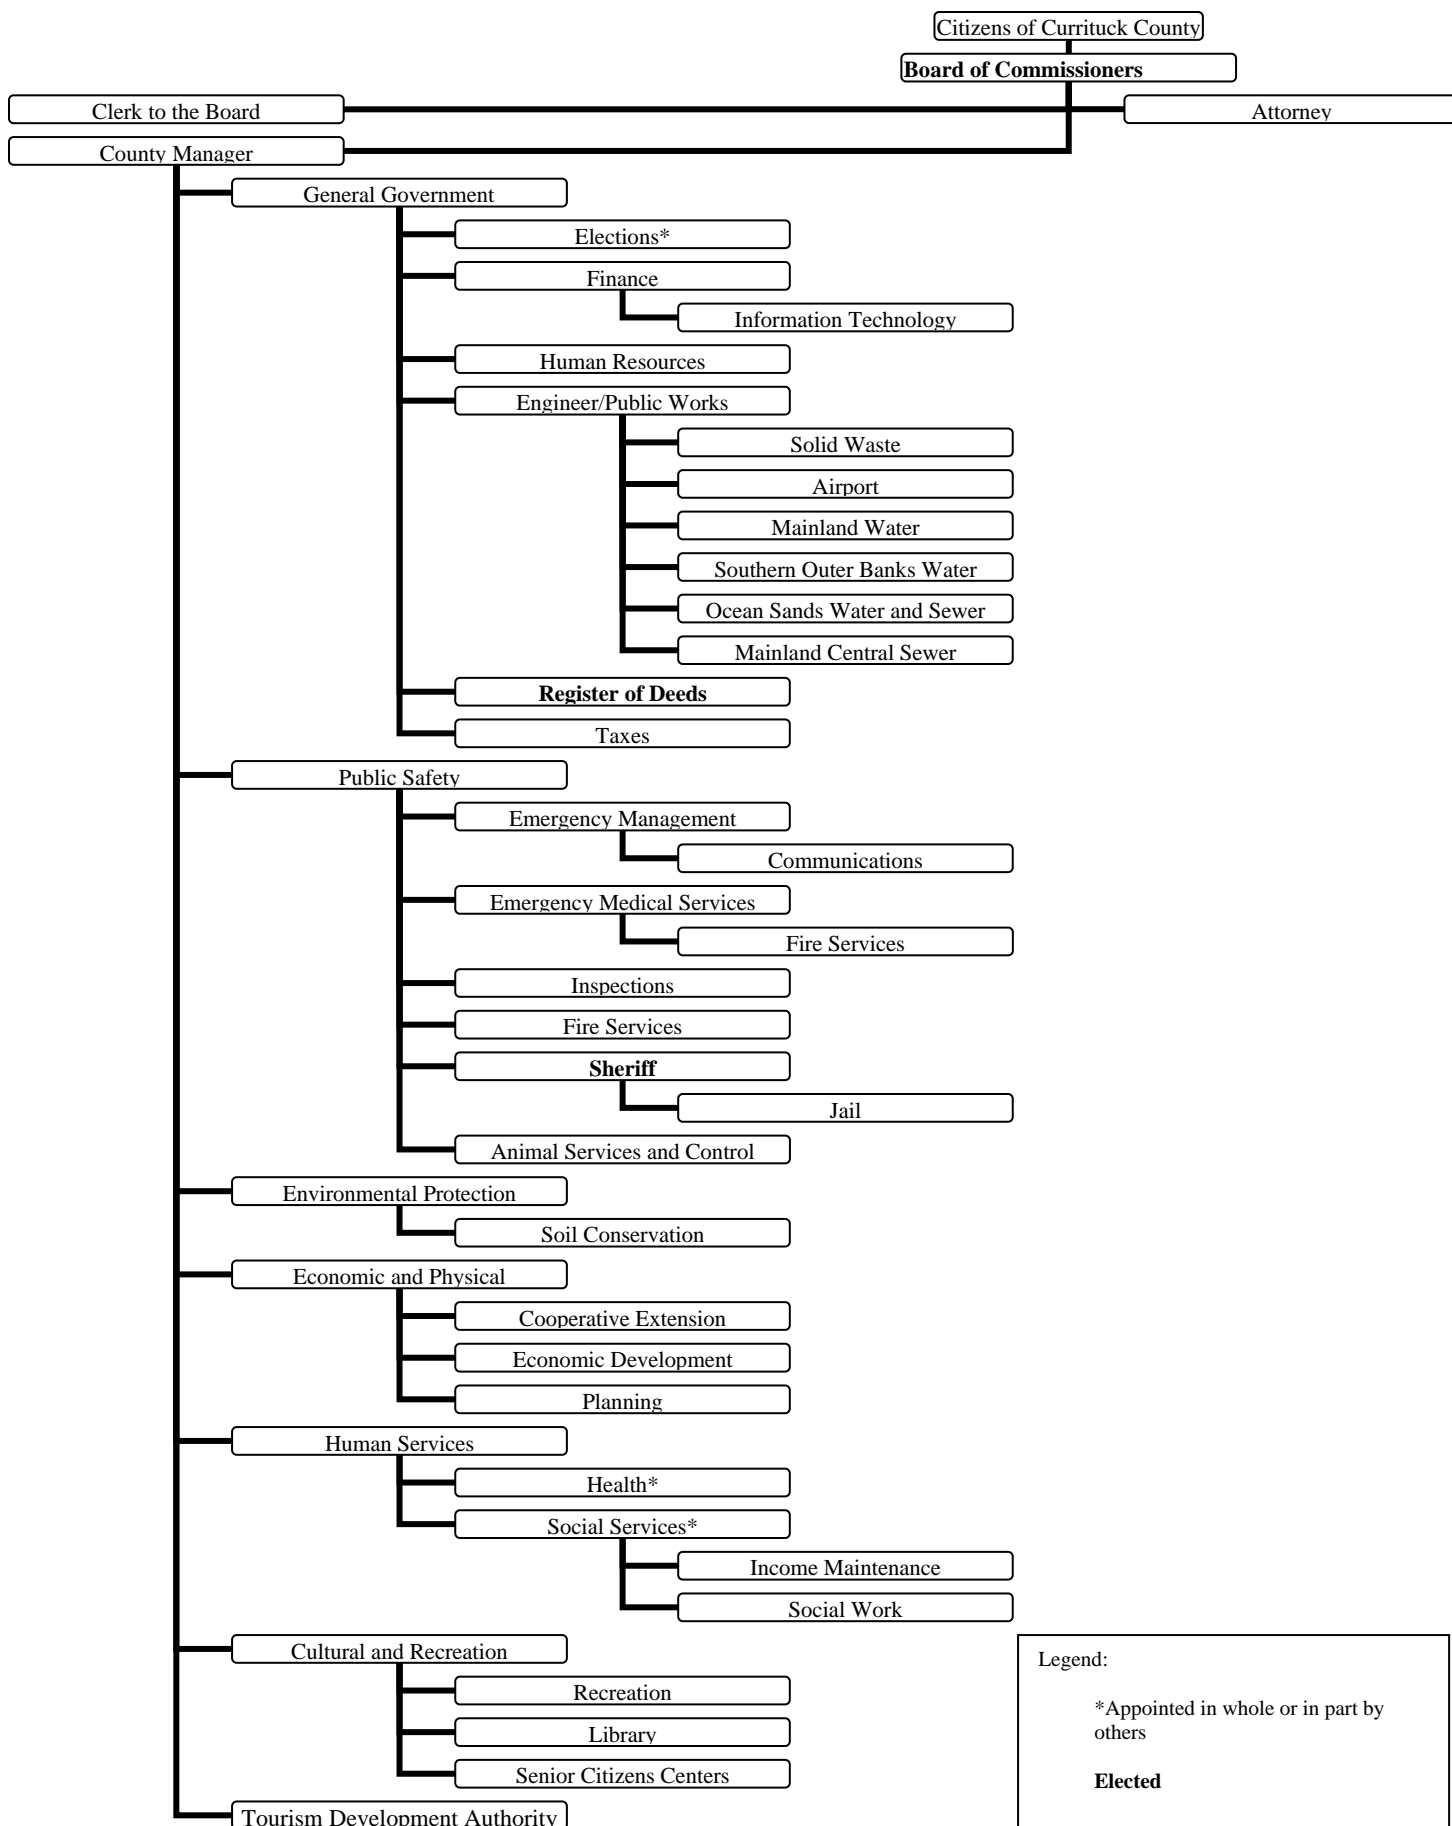 Citizens of Currituck County
Board of Commissioners
Clerk to the Board
Attorney
County Manager
General Government
Elections*
Finance
Information Technology
Human Resources
Engineer/Public Works
Solid Waste
Airport
Mainland Water
Southern Outer Banks Water
Ocean Sands Water and Sewer
Mainland Central Sewer
Register of Deeds
Taxes
Public Safety
Emergency Management
Communications
Emergency Medical Services
Fire Services
Inspections
Fire Services
Sheriff
Jail
Animal Services and Control
Environmental Protection
Soil Conservation
Economic and Physical
Cooperative Extension
Economic Development
Planning
Human Services
Health*
Social Services*
Income Maintenance
Social Work
Cultural and Recreation
Recreation
Library
Senior Citizens Centers
Tourism Development Authority
Legend:
*Appointed in whole or in part by
others
Elected